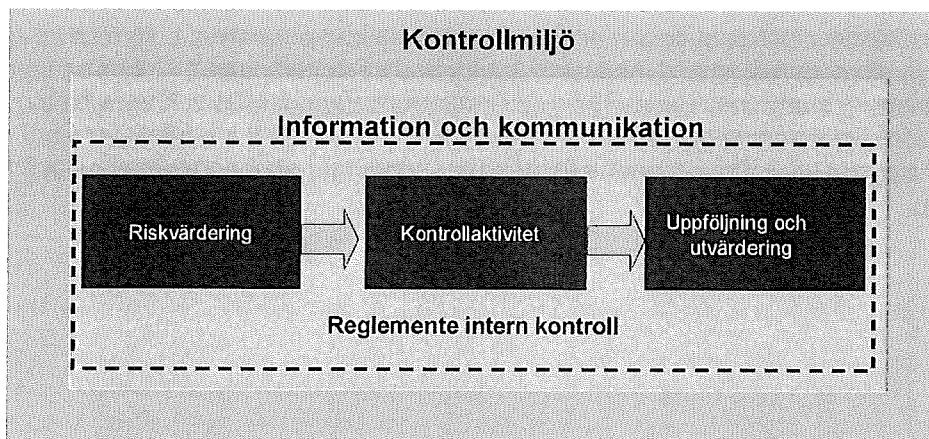 Kontrollmiljö
Information och kommunikation
Riskvärdering
Kontrollaktivitet
Uppföljning och
utvärdering
Reglemente intern kontroll